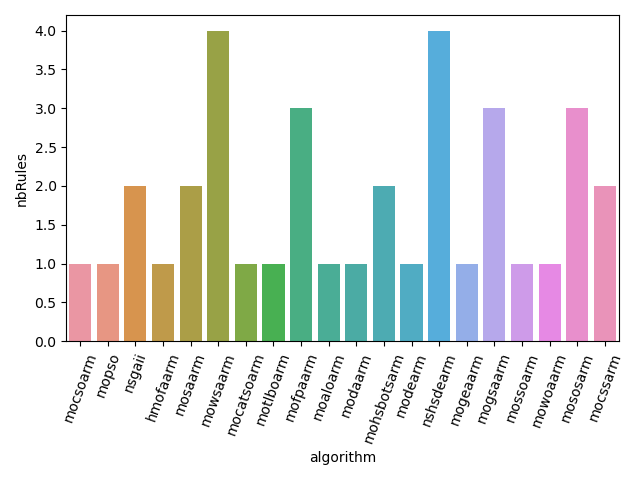 4.0
3.5
3.0
2.5
2.0
1.5
1.0
0.5
0.0
nbRules
mocsoarm
mopso
nsgaii
hmofaarm
mosaarm
mowsaarm
mocatsoarm
motlboarm
mofpaarm
moaloarm
modaarm
mohsbotsarm
modearm
nshsdearm
mogeaarm
mogsaarm
mossoarm
mowoaarm
mososarm
mocssarm
algorithm